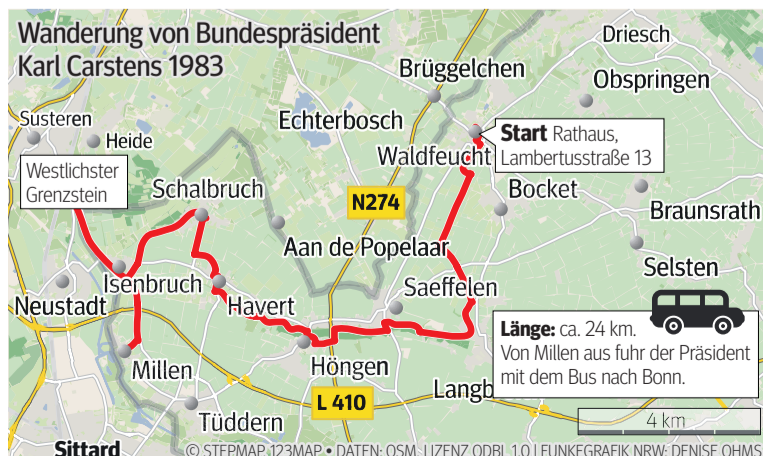 Wanderung von Bundespräsident
Karl Carstens 1983
Driesch
Brüggelchen
Obspringen
Susteren
Heide
Echterbosch
Start Rathaus,
Lambertusstraße 13
Waldfeucht
Westlichster
Grenzstein
Schalbruch
N274
Bocket
Braunsrath
Aan de Popelaar
Selsten
Isenbruch
Neustadt
Havert
Saeffelen
Länge: ca. 24 km.
Von Millen aus fuhr der Präsident
mit dem Bus nach Bonn.
Millen
Höngen
L 410
Langb
Tüddern
4 km
Sittard
© STEPMAP, 123MAP • DATEN: OSM, LIZENZ ODBL 1.0 | FUNKEGRAFIK NRW: DENISE OHMS